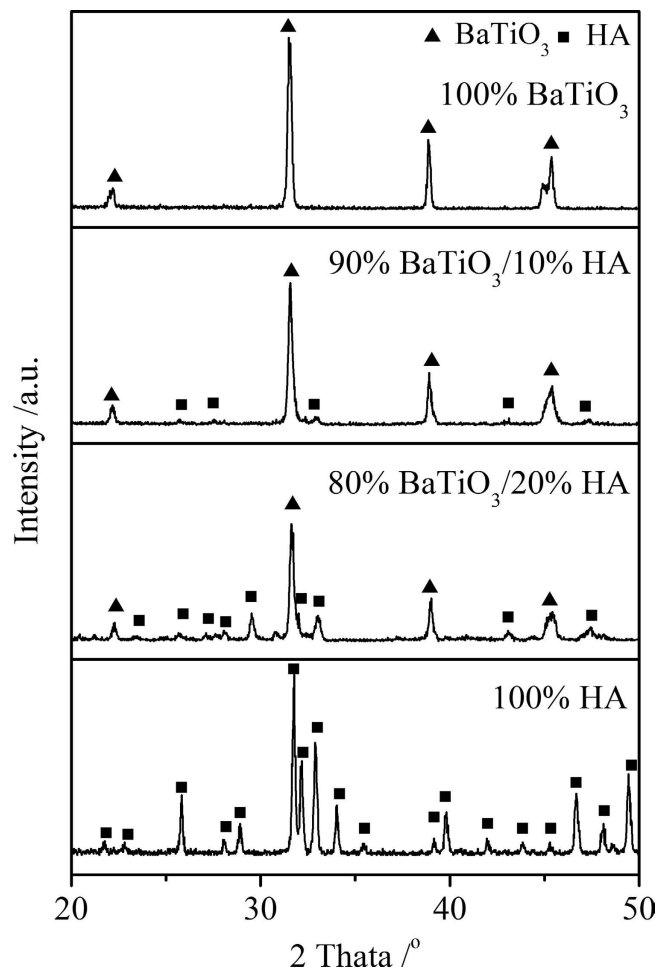 ▲ BaTiO₃ ■ HA
100% BaTiO₃
90% BaTiO₃/10% HA
80% BaTiO₃/20% HA
100% HA
Intensity /a.u.
20 30 40 50
2 Thata /°